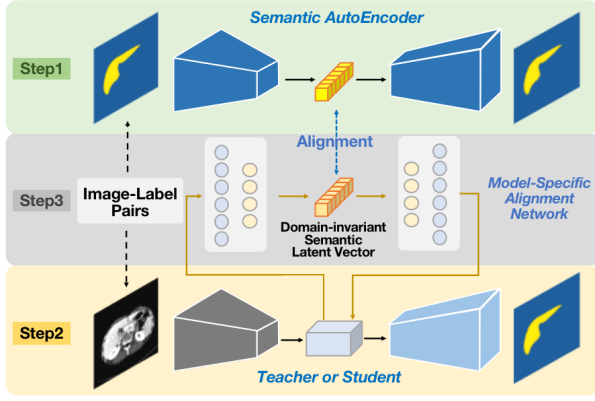 Semantic AutoEncoder
Step1
Alignment
Step3
Image-Label
Pairs
Domain-invariant
Semantic
Latent Vector
Model-Specific
Alignment
Network
Step2
Teacher or Student